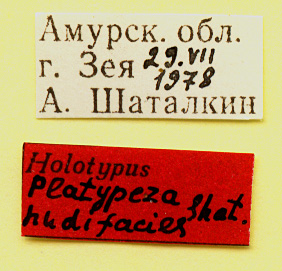 Амурск. обл.
г. Зея 29.VII
1978
А. Шаталкин
Holotypus
Platypeza Shat.
nudifacies